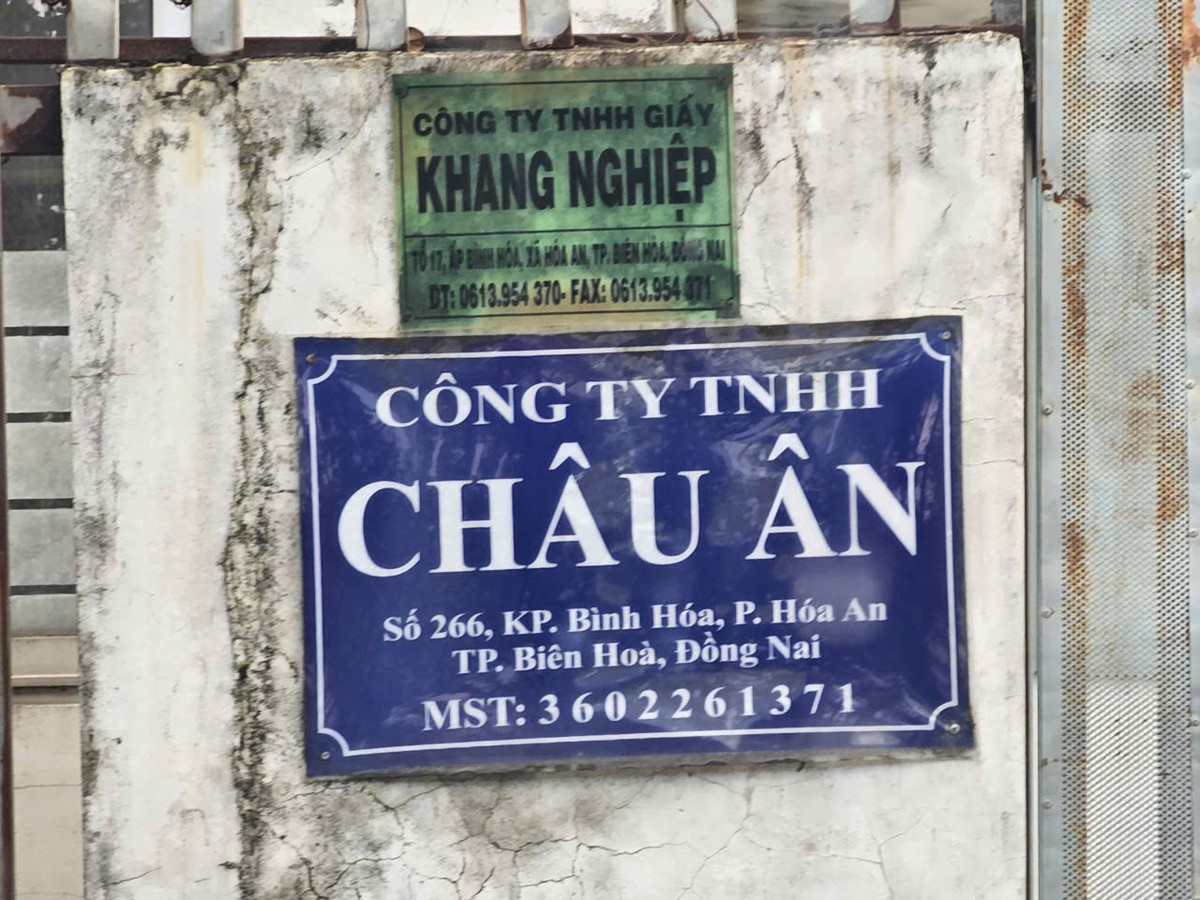 CÔNG TY TNHH GIẤY
KHANG NGHIỆP
TỔ 17, ẤP BÌNH HÓA, XÃ HÓA AN, TP. BIÊN HÒA, ĐỒNG NAI
ĐT: 0613.954 370- FAX: 0613.954 371
CÔNG TY TNHH
CHÂU ÂN
Số 266, KP. Bình Hóa, P. Hóa An
TP. Biên Hoà, Đồng Nai
MST: 3602261371